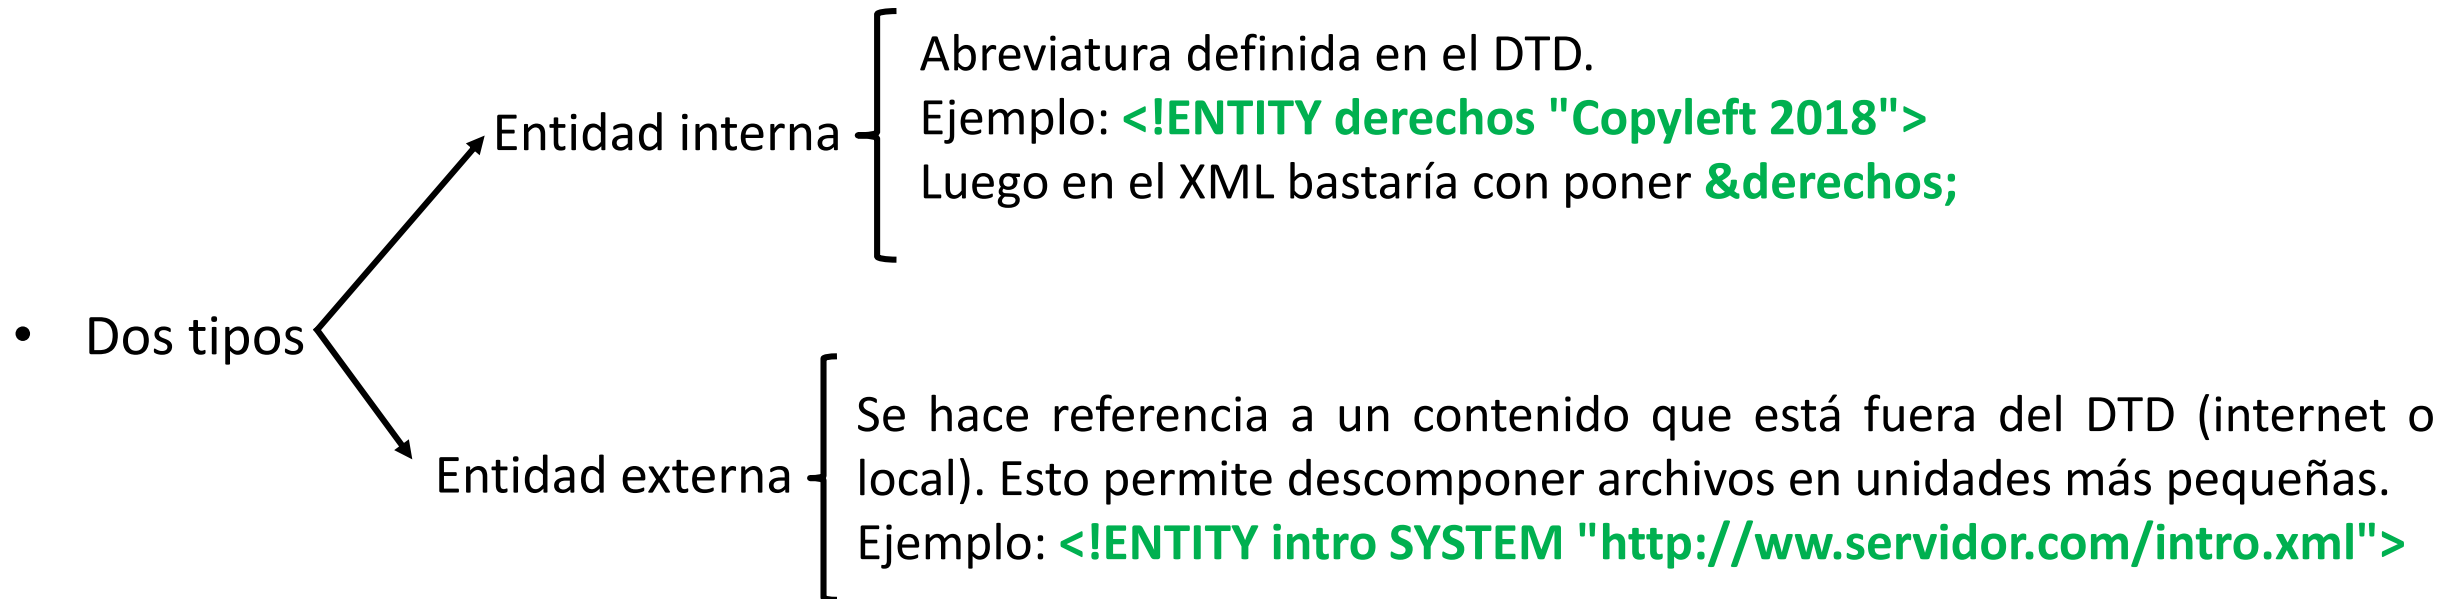 Abreviatura definida en el DTD.
Ejemplo: <!ENTITY derechos "Copyleft 2018">
Entidad interna
Luego en el XML bastaría con poner &derechos;
• Dos tipos
Se hace referencia a un contenido que está fuera del DTD (internet o
Entidad externa
local). Esto permite descomponer archivos en unidades más pequeñas.
Ejemplo: <!ENTITY intro SYSTEM "http://ww.servidor.com/intro.xml">